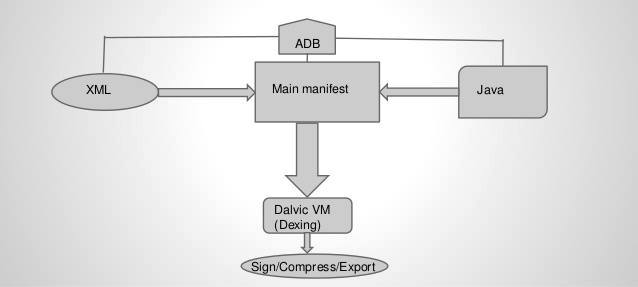 ADB
XML
Main manifest
Java
Dalvic VM
(Dexing)
Sign/Compress/Export